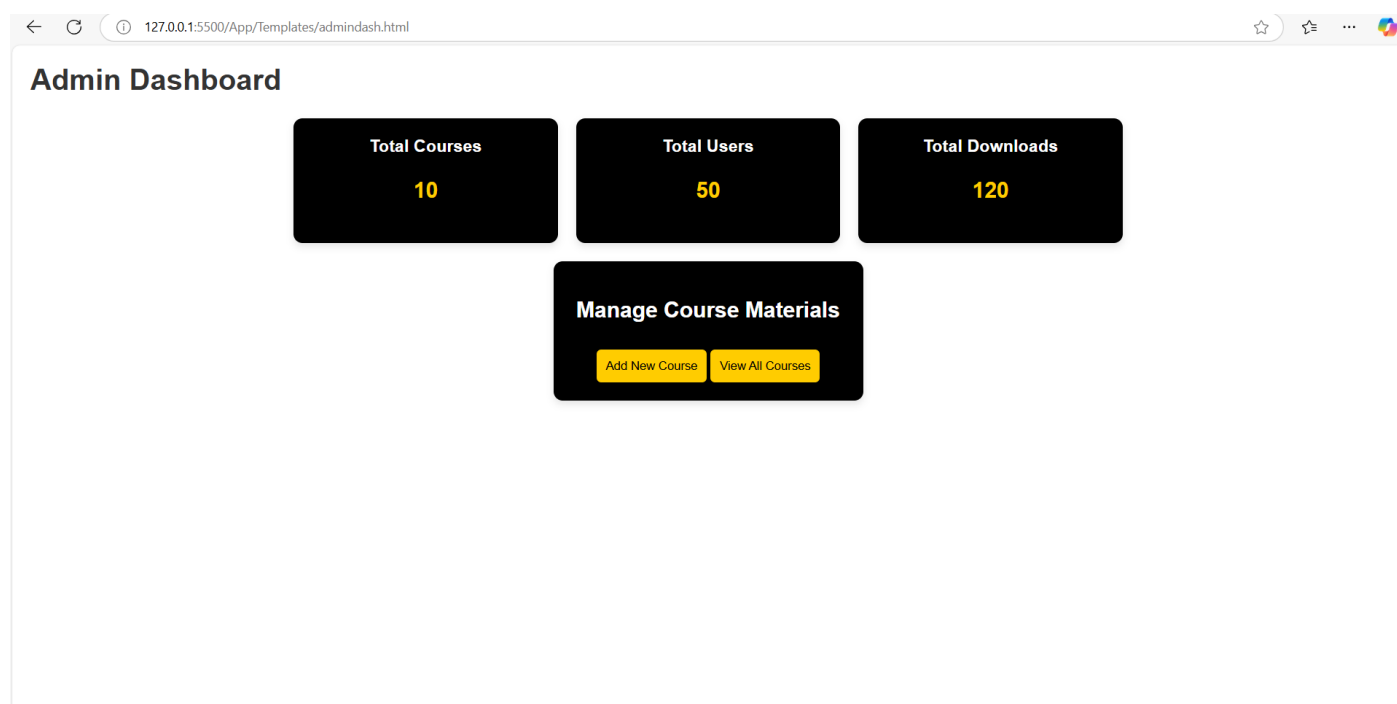 127.0.0.1:5500/App/Templates/admindash.html
Admin Dashboard
Total Courses
10
Total Users
50
Total Downloads
120
Manage Course Materials
Add New Course
View All Courses